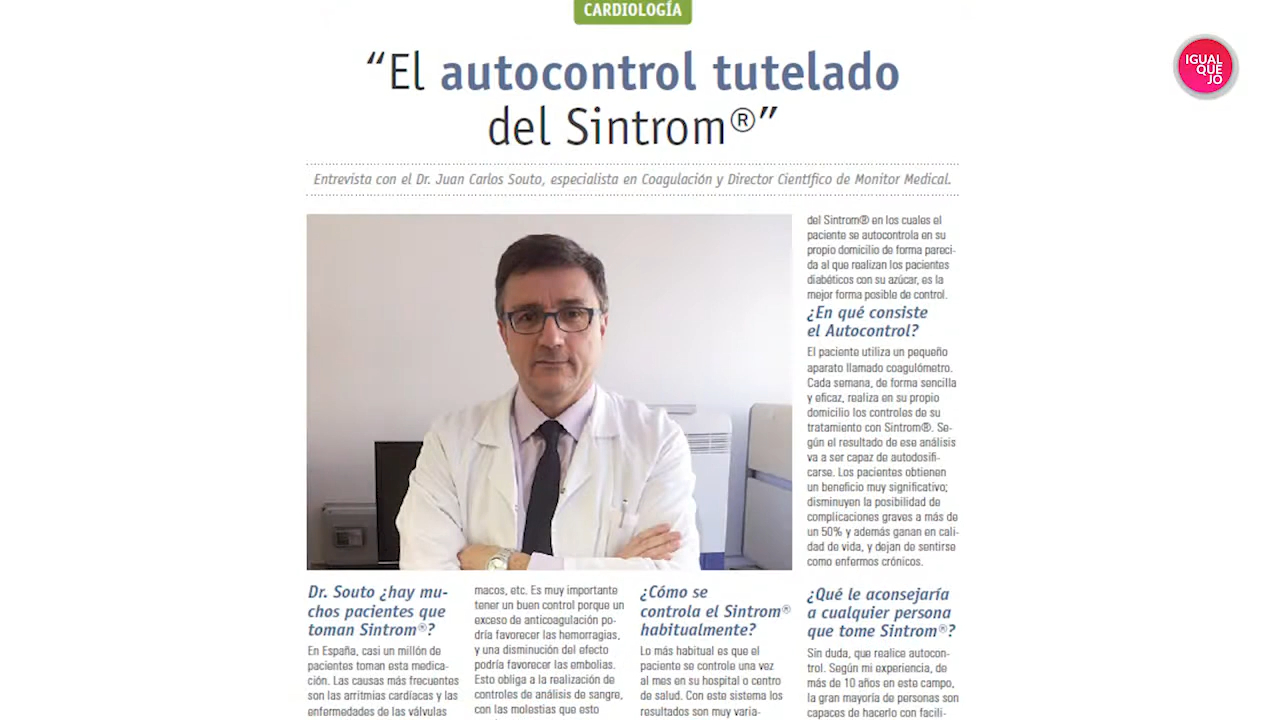 CARDIOLOGÍA
IGUAL
QUE
JO
“El autocontrol tutelado
del Sintrom®”
Entrevista con el Dr. Juan Carlos Souto, especialista en Coagulación y Director Científico de Monitor Medical.
Dr. Souto ¿hay mu-
chos pacientes que
toman Sintrom®?
En España, casi un millón de
pacientes toman esta medica-
ción. Las causas más frecuentes
son las arritmias cardíacas y las
enfermedades de las válvulas
macos, etc. Es muy importante
tener un buen control porque un
exceso de anticoagulación po-
dría favorecer las hemorragias,
y una disminución del efecto
podría favorecer las embolias.
Esto obliga a la realización de
controles de análisis de sangre,
con las molestias que esto
¿Cómo se
controla el Sintrom®
habitualmente?
Lo más habitual es que el
paciente se controle una vez
al mes en su hospital o centro
de salud. Con este sistema los
resultados son muy varia-
del Sintrom® en los cuales el
paciente se autocontrola en su
propio domicilio de forma pareci-
da al que realizan los pacientes
diabéticos con su azúcar, es la
mejor forma posible de control.
¿En qué consiste
el Autocontrol?
El paciente utiliza un pequeño
aparato llamado coagulómetro.
Cada semana, de forma sencilla
y eficaz, realiza en su propio
domicilio los controles de su
tratamiento con Sintrom®. Se-
gún el resultado de ese análisis
va a ser capaz de autodosifi-
carse. Los pacientes obtienen
un beneficio muy significativo;
disminuyen la posibilidad de
complicaciones graves a más de
un 50% y además ganan en cali-
dad de vida, y dejan de sentirse
como enfermos crónicos.
¿Qué le aconsejaría
a cualquier persona
que tome Sintrom®?
Sin duda, que realice autocon-
trol. Según mi experiencia, de
más de 10 años en este campo,
la gran mayoría de personas son
capaces de hacerlo con facili-